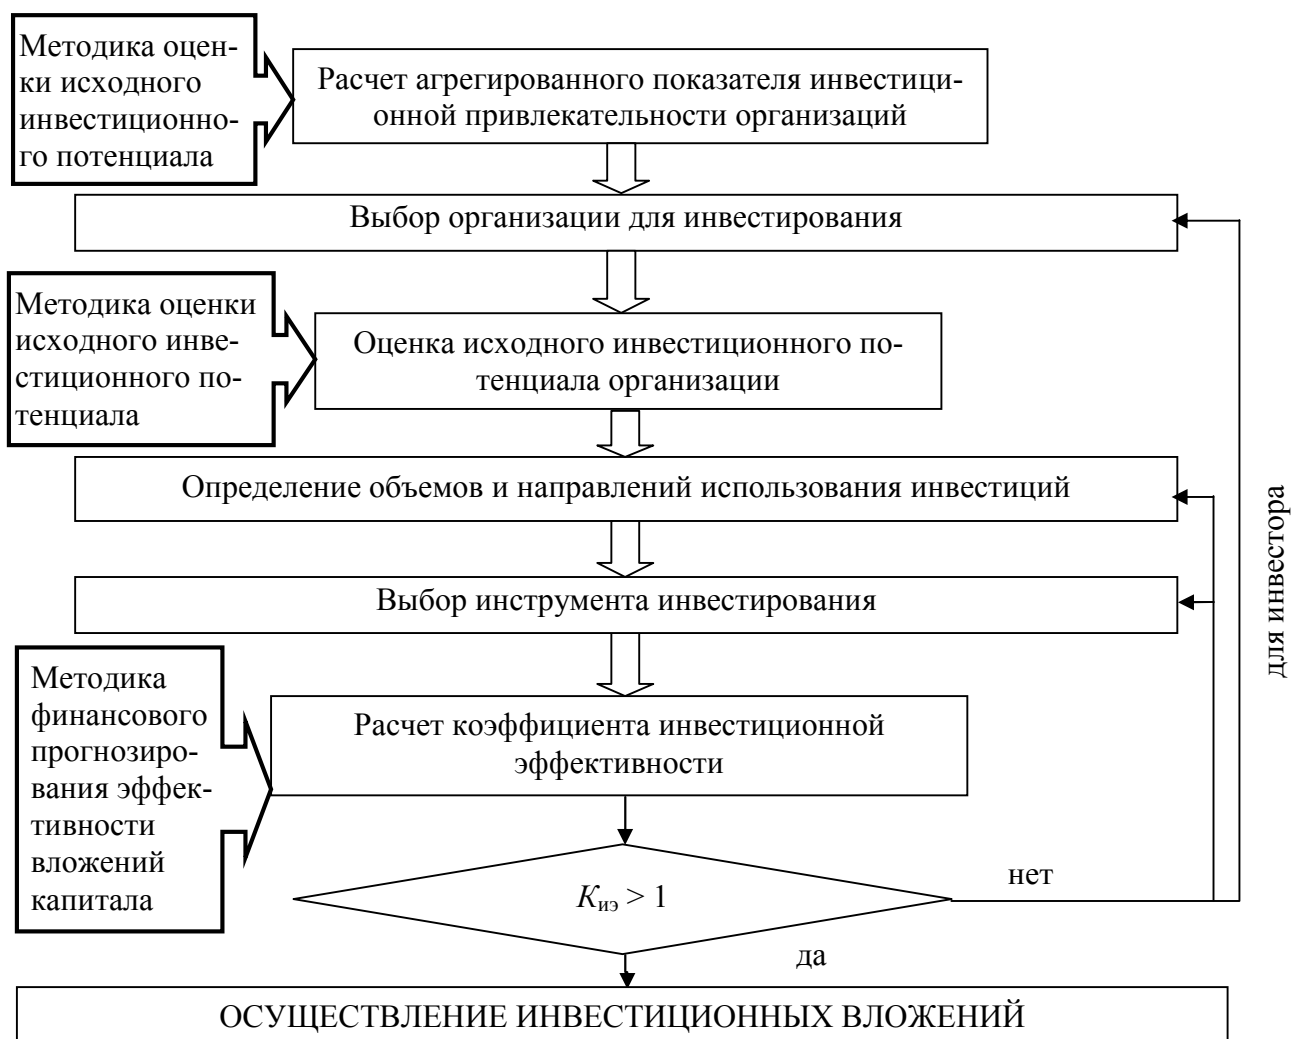 Методика оцен-
ки исходного
инвестиционно-
го потенциала
Расчет агрегированного показателя инвестици-
онной привлекательности организаций
Выбор организации для инвестирования
Методика оценки
исходного инве-
стиционного по-
тенциала
Оценка исходного инвестиционного по-
тенциала организации
Определение объемов и направлений использования инвестиций
Выбор инструмента инвестирования
для инвестора
Методика
финансового
прогнозиро-
вания эффек-
тивности
вложений
капитала
Расчет коэффициента инвестиционной
эффективности
Kиэ > 1
нет
да
ОСУЩЕСТВЛЕНИЕ ИНВЕСТИЦИОННЫХ ВЛОЖЕНИЙ